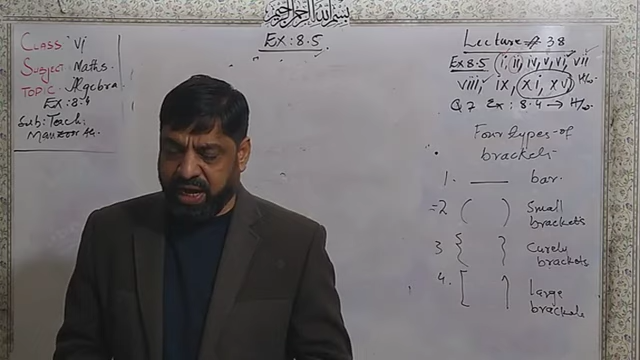 بسم اللہ الرحمن الرحیم
Class: VI
Subject: Maths.
Topic: Algebra
Ex: 8.4
Sub: Teach:
Ex: 8.5
Lecture # 38
Ex 8.5 i, ii, iv, v, vi, vii
viii, ix, x, xi, xv H/w.
Q 7 Ex: 8.4 → H/w.
Four types of
brackets
1. — bar.
=2 ( ) Small
brackets
3 { } Curely
brackets
4. [ ] Large
brackets